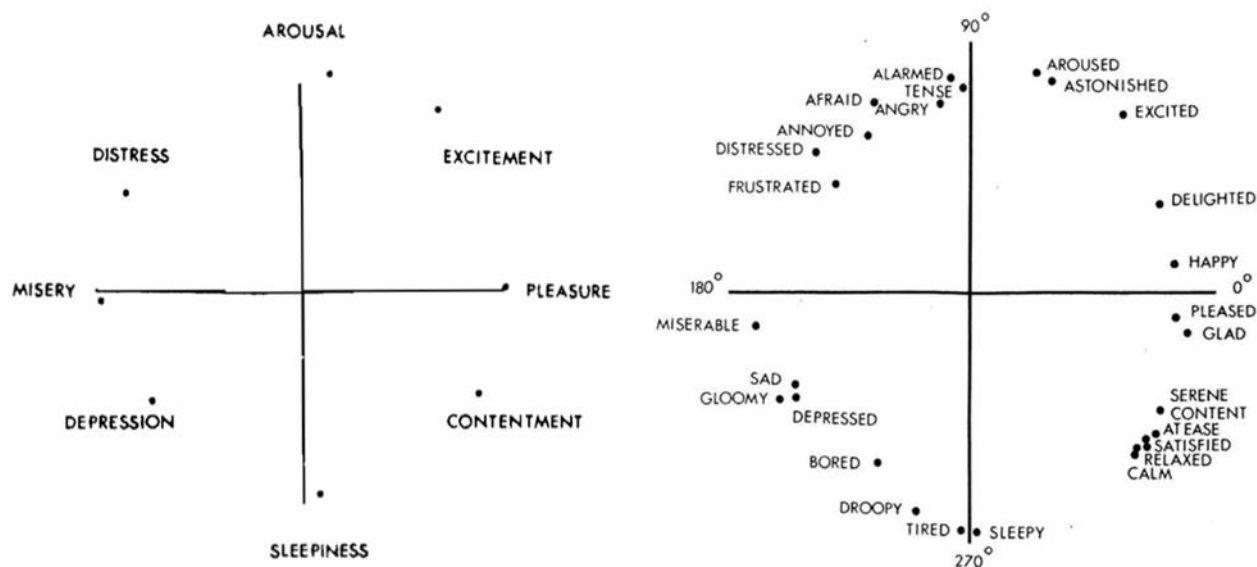 AROUSAL
DISTRESS
EXCITEMENT
MISERY
PLEASURE
DEPRESSION
CONTENTMENT
SLEEPINESS
90°
ALARMED
AROUSED
TENSE
ASTONISHED
AFRAID
ANGRY
EXCITED
ANNOYED
DISTRESSED
FRUSTRATED
DELIGHTED
HAPPY
180°
0°
PLEASED
MISERABLE
GLAD
SAD
GLOOMY
DEPRESSED
SERENE
CONTENT
AT EASE
SATISFIED
RELAXED
CALM
BORED
DROOPY
TIRED
SLEEPY
270°